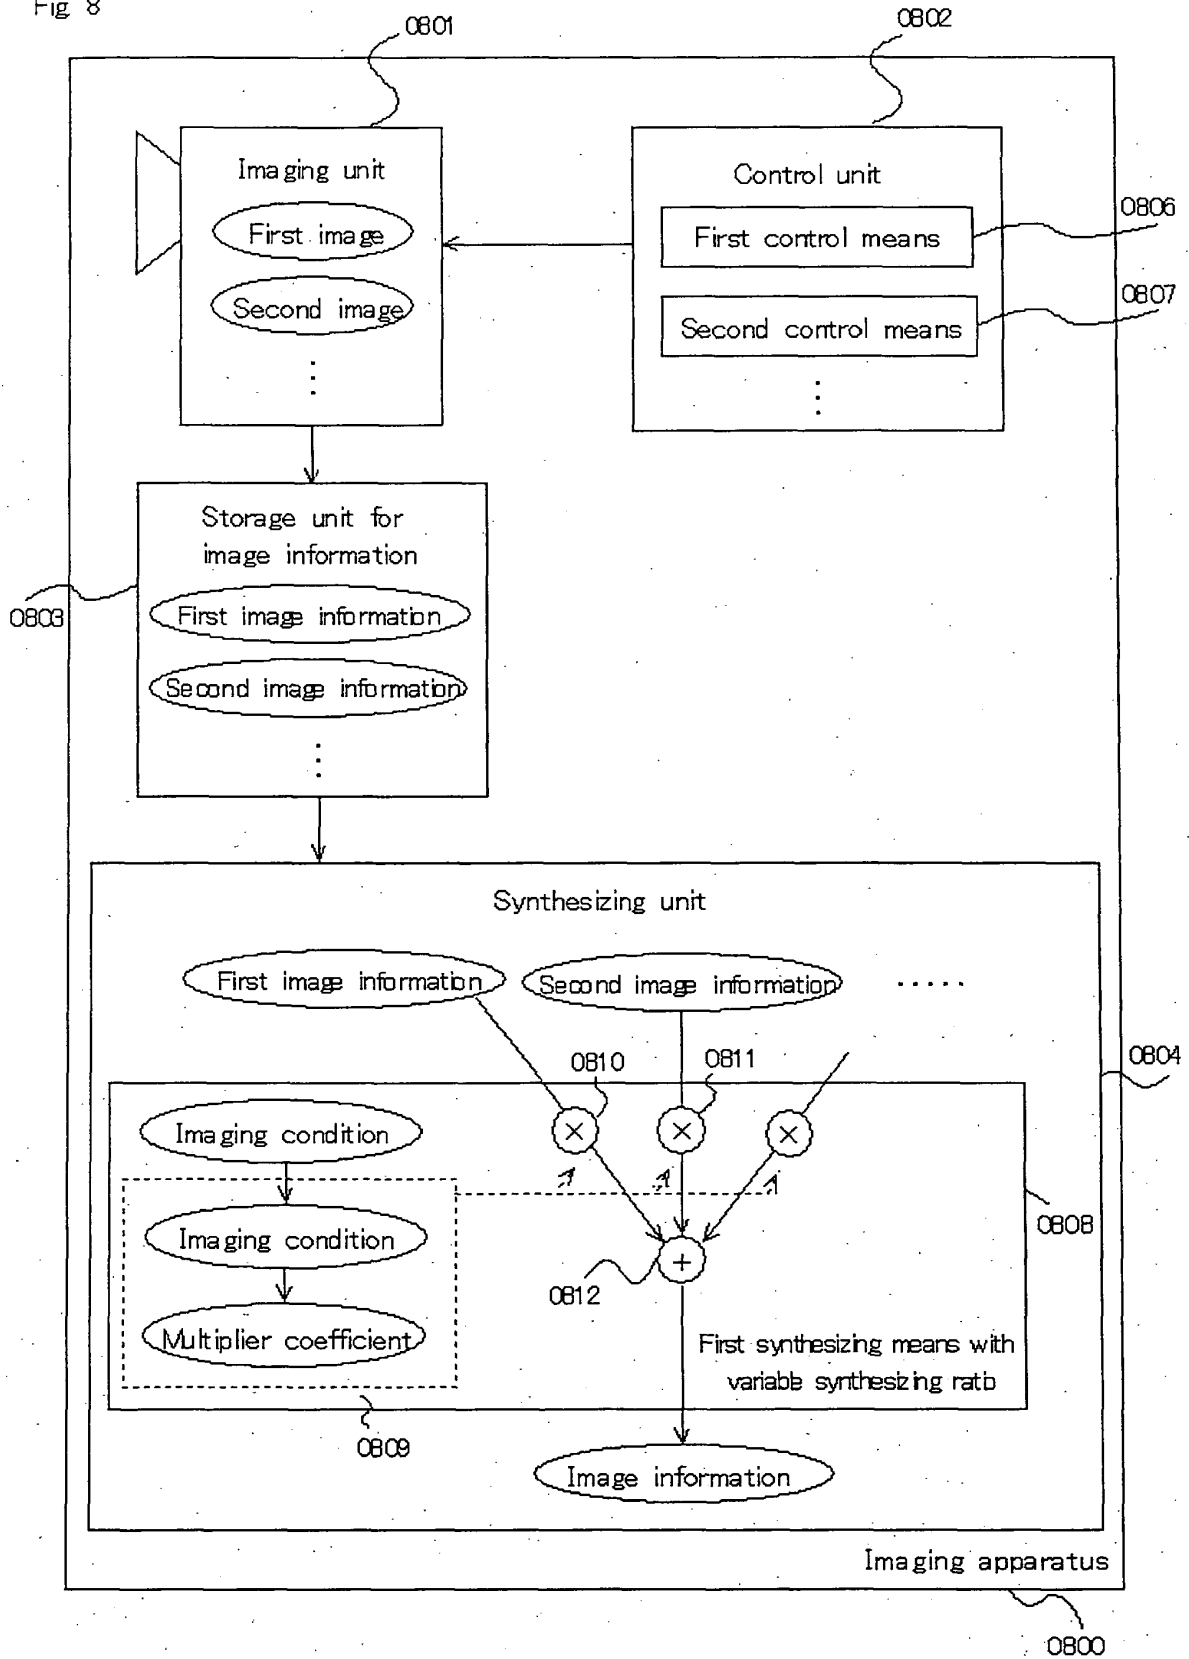 Fig 8
0801
0802
Imaging unit
First image
Second image
Control unit
First control means
0806
Second control means
0807
Storage unit for
image information
First image information
Second image information
0803
Synthesizing unit
First image information
Second image information
0804
0810
0811
Imaging condition
Imaging condition
Multiplier coefficient
×
×
×
+
0812
0808
First synthesizing means with
variable synthesizing ratio
0809
Image information
Imaging apparatus
0800